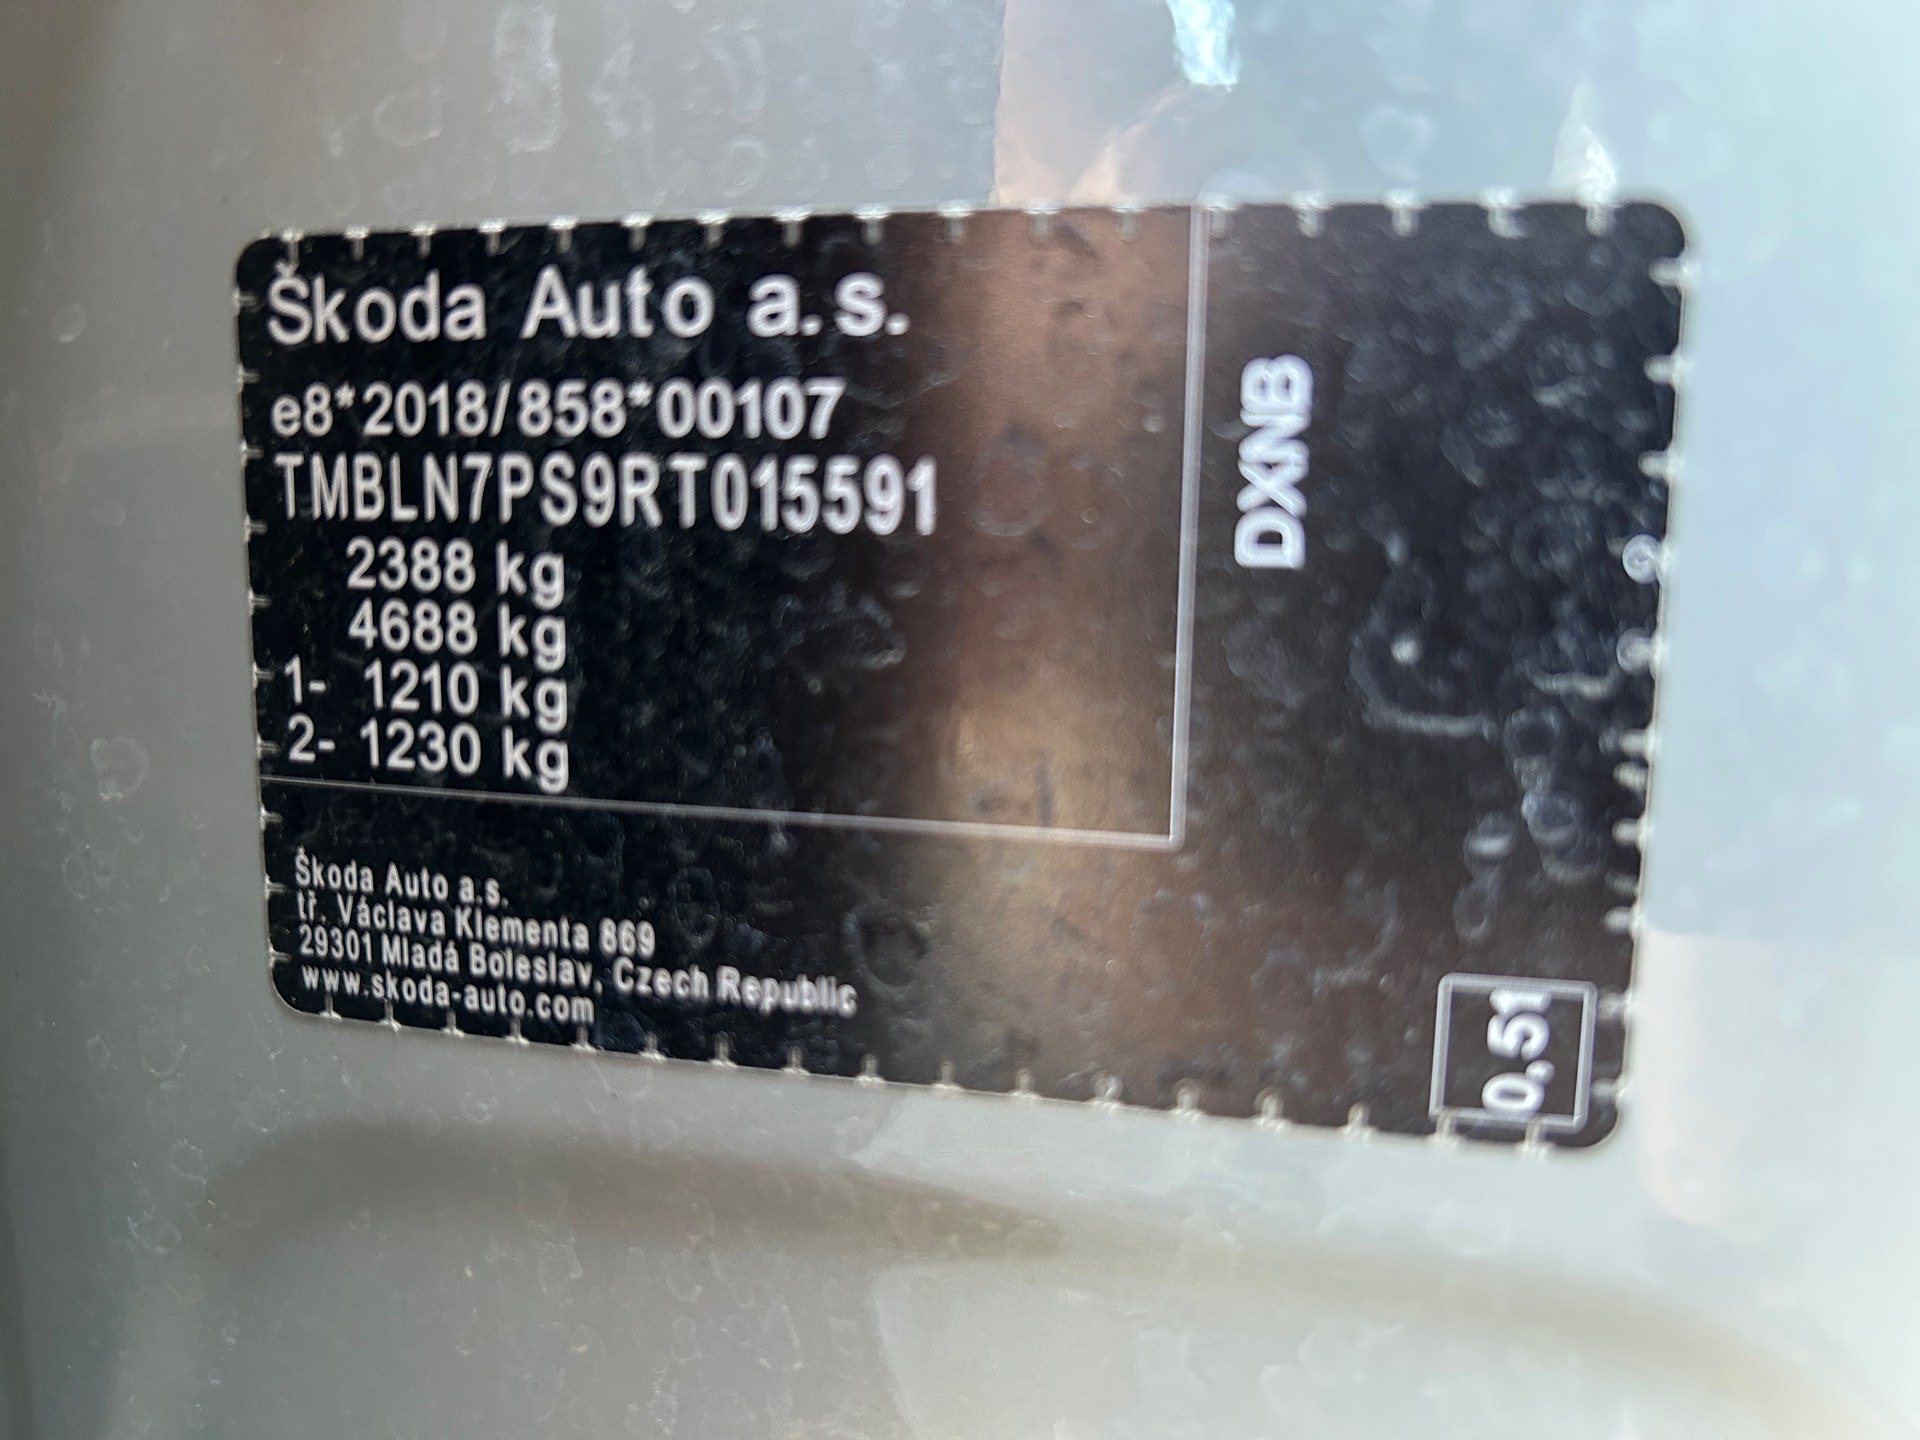 Škoda Auto a.s.
e8*2018/858*00107
TMBLN7PS9RT015591
2388 kg
4688 kg
1- 1210 kg
2- 1230 kg
Škoda Auto a.s.
tř. Václava Klementa 869
29301 Mladá Boleslav, Czech Republic
www.skoda-auto.com
DXNB
0.51